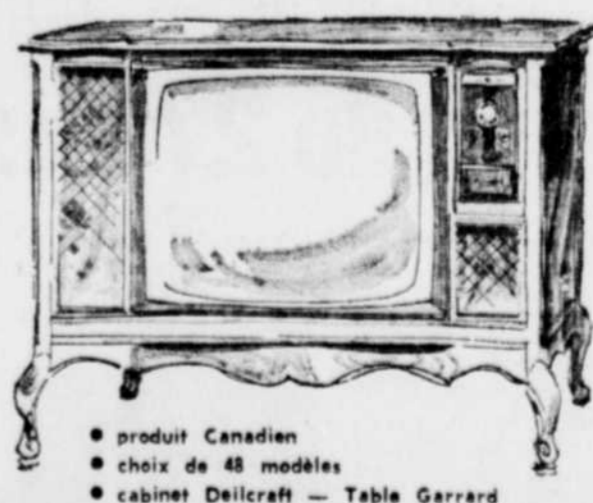 ● produit Canadien
● choix de 48 modèles
● cabinet Deilcraft — Table Garrard